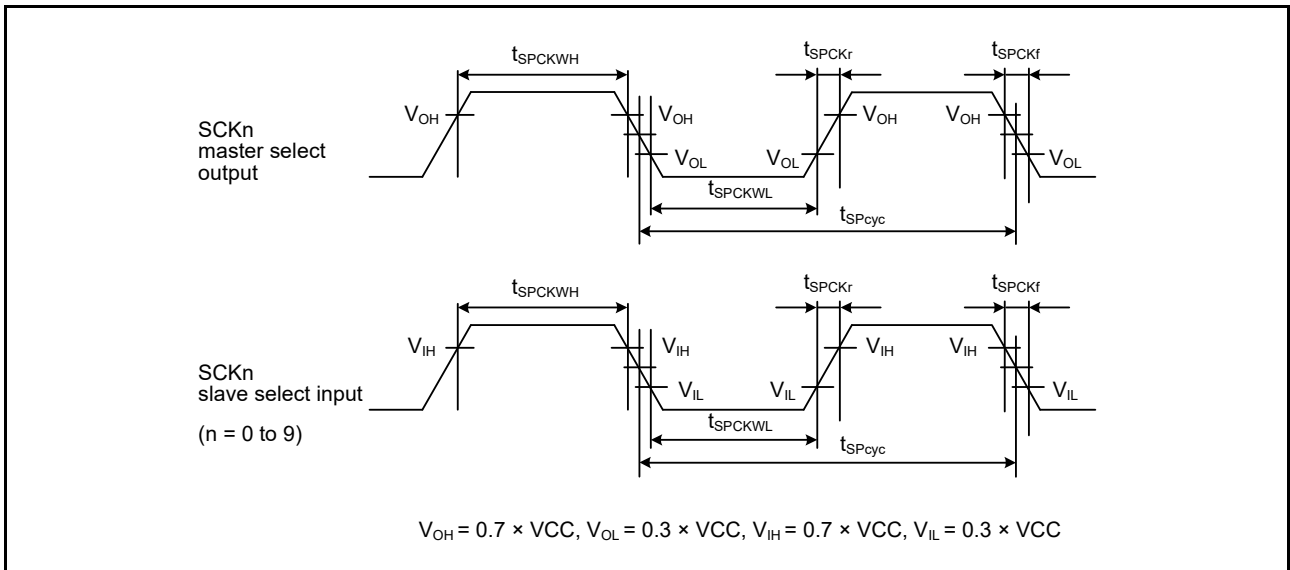 tSPCKWH
tSPCKr
tSPCKf
VOH
VOH
VOH
VOH
SCKn
master select
output
VOL
VOL
VOL
tSPCKWL
tSPcyc
tSPCKWH
tSPCKr
tSPCKf
VIH
VIH
VIH
VIH
SCKn
slave select input
VIL
VIL
VIL
(n = 0 to 9)
tSPCKWL
tSPcyc
VOH = 0.7 × VCC, VOL = 0.3 × VCC, VIH = 0.7 × VCC, VIL = 0.3 × VCC